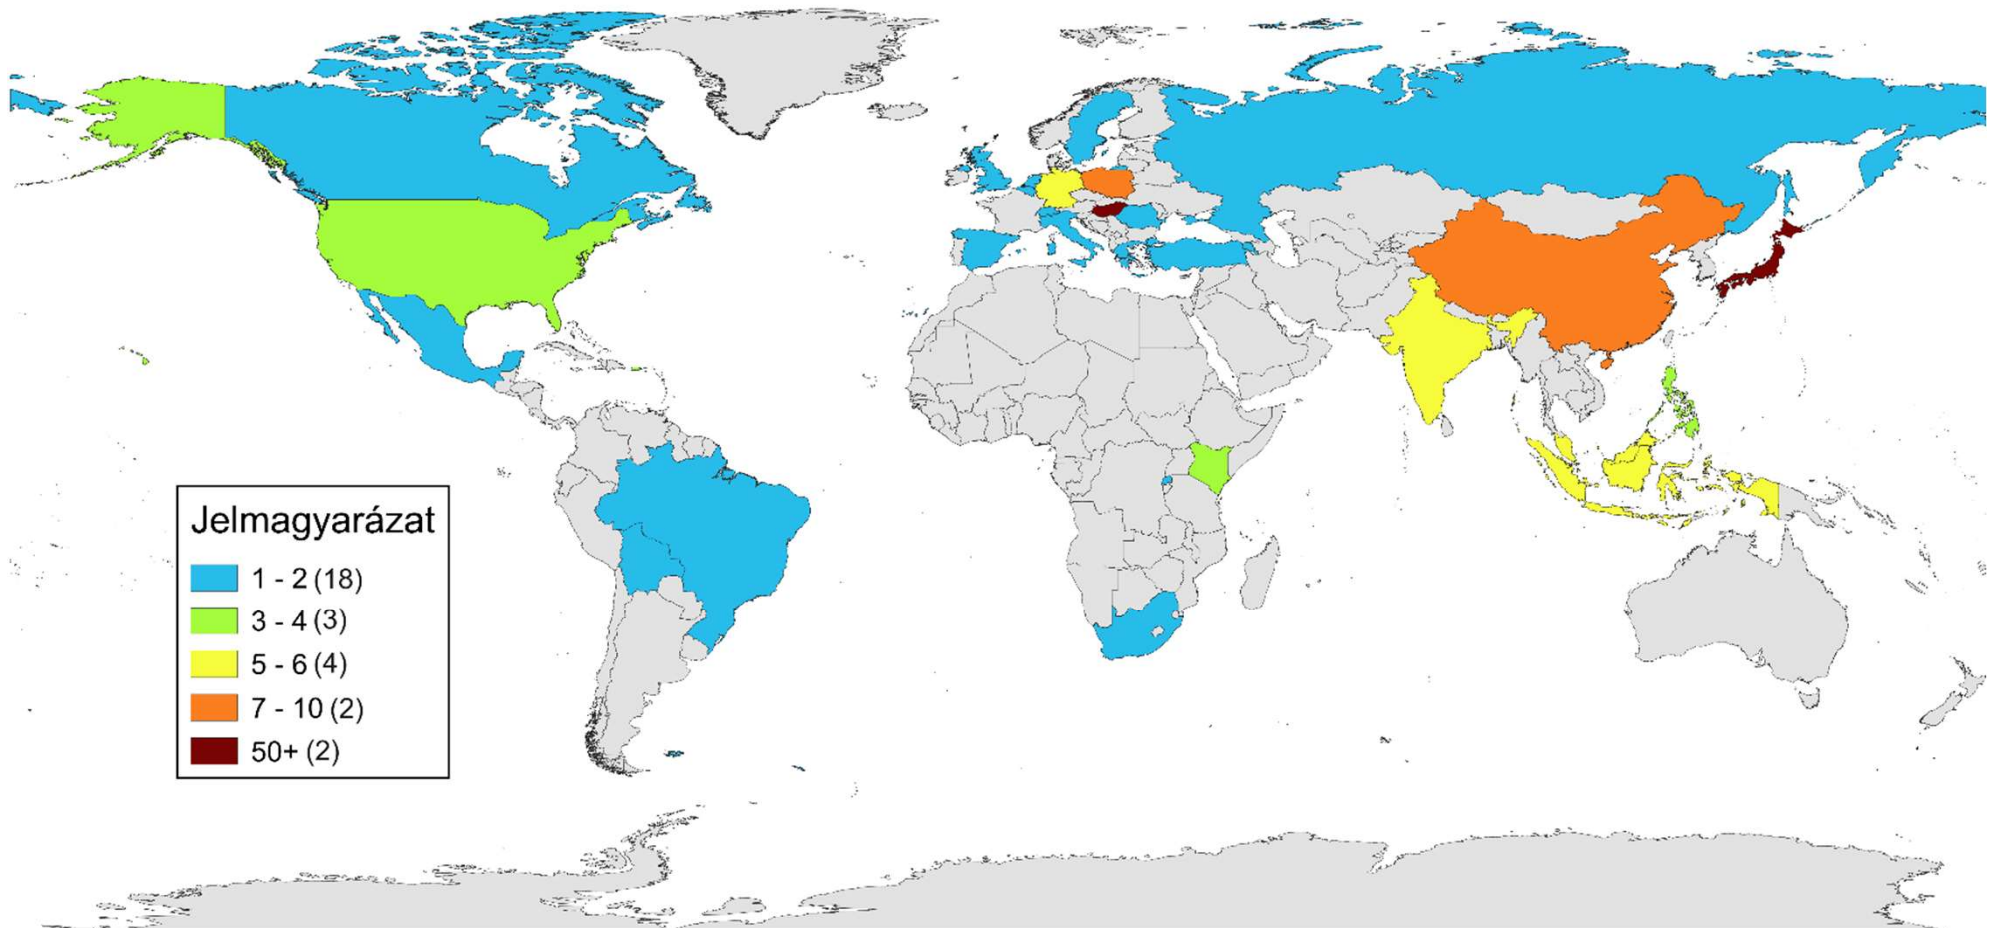 Jelmagyarázat
1 - 2 (18)
3 - 4 (3)
5 - 6 (4)
7 - 10 (2)
50+ (2)